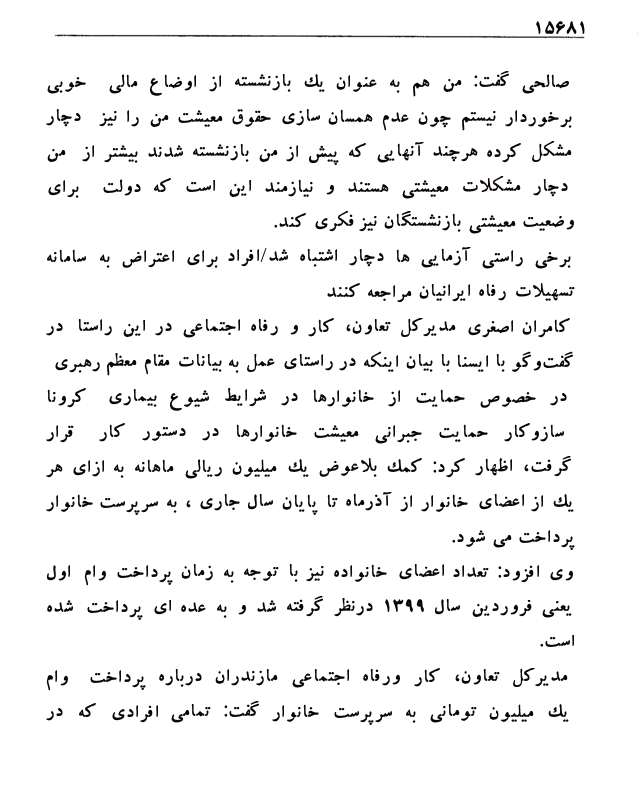 ۱۵۶۸۱
صالحی گفت: من هم به عنوان یك بازنشسته از اوضاع مالی خوبی
برخوردار نیستم چون عدم همسان سازی حقوق معیشت من را نیز دچار
مشکل کرده هرچند آنهایی که پیش از من بازنشسته شدند بیشتر از من
دچار مشکلات معیشتی هستند و نیازمند این است که دولت برای
وضعیت معیشتی بازنشستگان نیز فکری کند.
برخی راستی آزمایی ها دچار اشتباه شد/افراد برای اعتراض به سامانه
تسهیلات رفاه ایرانیان مراجعه کنند
کامران اصغری مدیرکل تعاون، کار و رفاه اجتماعی در این راستا در
گفت‌وگو با ایسنا با بیان اینکه در راستای عمل به بیانات مقام معظم رهبری
در خصوص حمایت از خانوارها در شرایط شیوع بیماری کرونا
سازوکار حمایت جبرانی معیشت خانوارها در دستور کار قرار
گرفت، اظهار کرد: کمك بلاعوض یك میلیون ریالی ماهانه به ازای هر
یك از اعضای خانوار از آذرماه تا پایان سال جاری ، به سرپرست خانوار
پرداخت می شود.
وی افزود: تعداد اعضای خانواده نیز با توجه به زمان پرداخت وام اول
یعنی فروردین سال ۱۳۹۹ درنظر گرفته شد و به عده ای پرداخت شده
است.
مدیرکل تعاون، کار ورفاه اجتماعی مازندران درباره پرداخت وام
یك میلیون تومانی به سرپرست خانوار گفت: تمامی افرادی که در